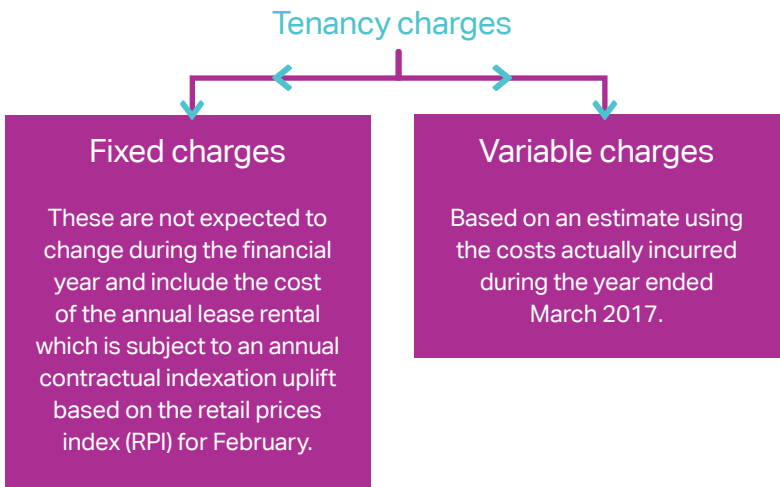 Tenancy charges
Fixed charges
These are not expected to
change during the financial
year and include the cost
of the annual lease rental
which is subject to an annual
contractual indexation uplift
based on the retail prices
index (RPI) for February.
Variable charges
Based on an estimate using
the costs actually incurred
during the year ended
March 2017.